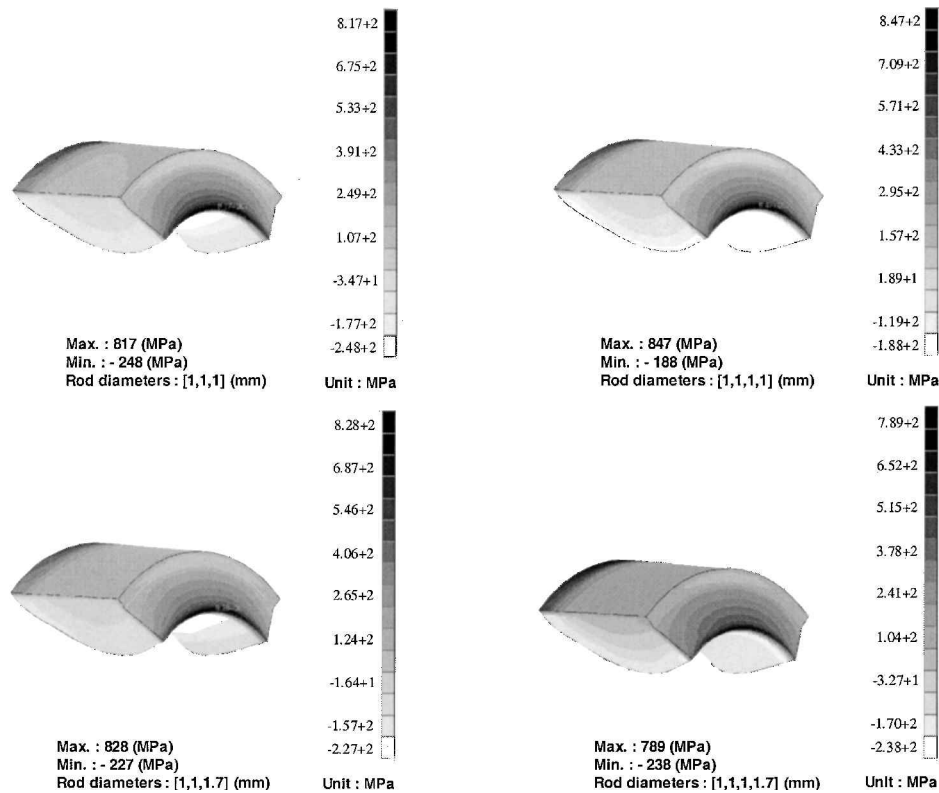 8.17+2
6.75+2
5.33+2
3.91+2
2.49+2
1.07+2
-3.47+1
-1.77+2
-2.48+2
Max. : 817 (MPa)
Min. : - 248 (MPa)
Rod diameters : [1,1,1] (mm)
Unit : MPa
8.47+2
7.09+2
5.71+2
4.33+2
2.95+2
1.57+2
1.89+1
-1.19+2
-1.88+2
Max. : 847 (MPa)
Min. : - 188 (MPa)
Rod diameters : [1,1,1,1] (mm)
Unit : MPa
8.28+2
6.87+2
5.46+2
4.06+2
2.65+2
1.24+2
-1.64+1
-1.57+2
-2.27+2
Max. : 828 (MPa)
Min. : - 227 (MPa)
Rod diameters : [1,1,1.7] (mm)
Unit : MPa
7.89+2
6.52+2
5.15+2
3.78+2
2.41+2
1.04+2
-3.27+1
-1.70+2
-2.38+2
Max. : 789 (MPa)
Min. : - 238 (MPa)
Rod diameters : [1,1,1,1.7] (mm)
Unit : MPa